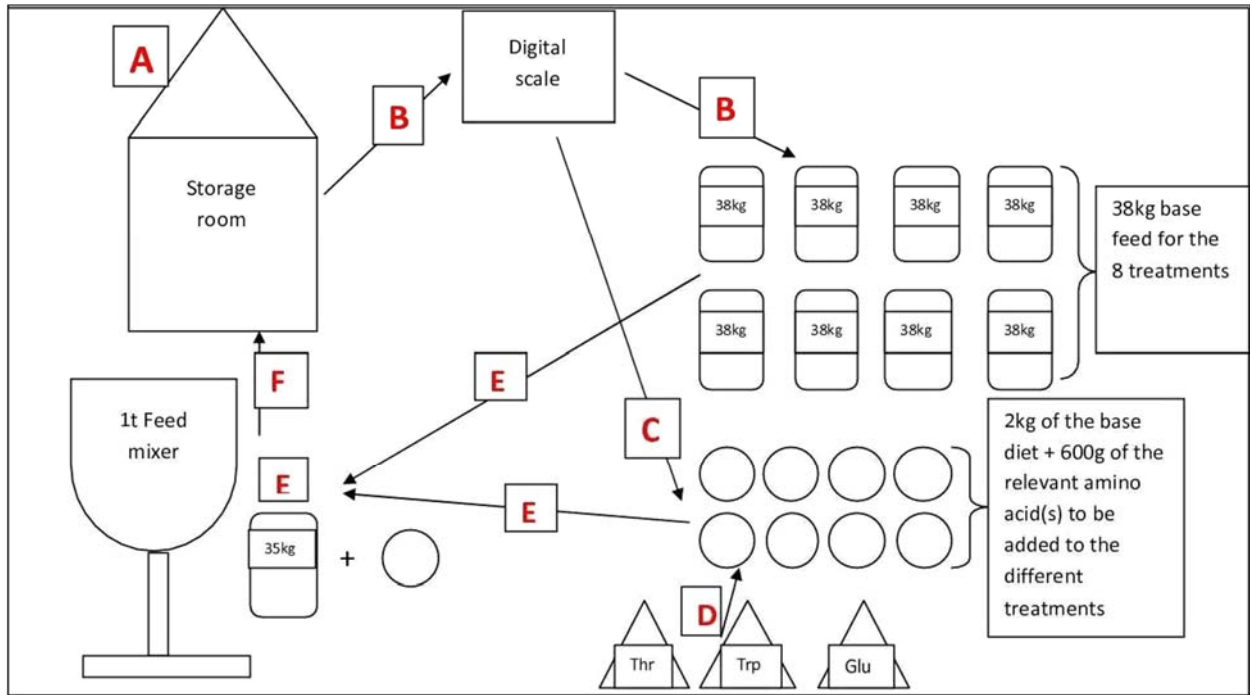 A
Storage
room
B
Digital
scale
B
38kg
38kg
38kg
38kg
38kg
38kg
38kg
38kg
38kg base
feed for the
8 treatments
E
C
F
1t Feed
mixer
E
35kg
+
E
2kg of the base
diet + 600g of the
relevant amino
acid(s) to be
added to the
different
treatments
D
Thr
Trp
Glu